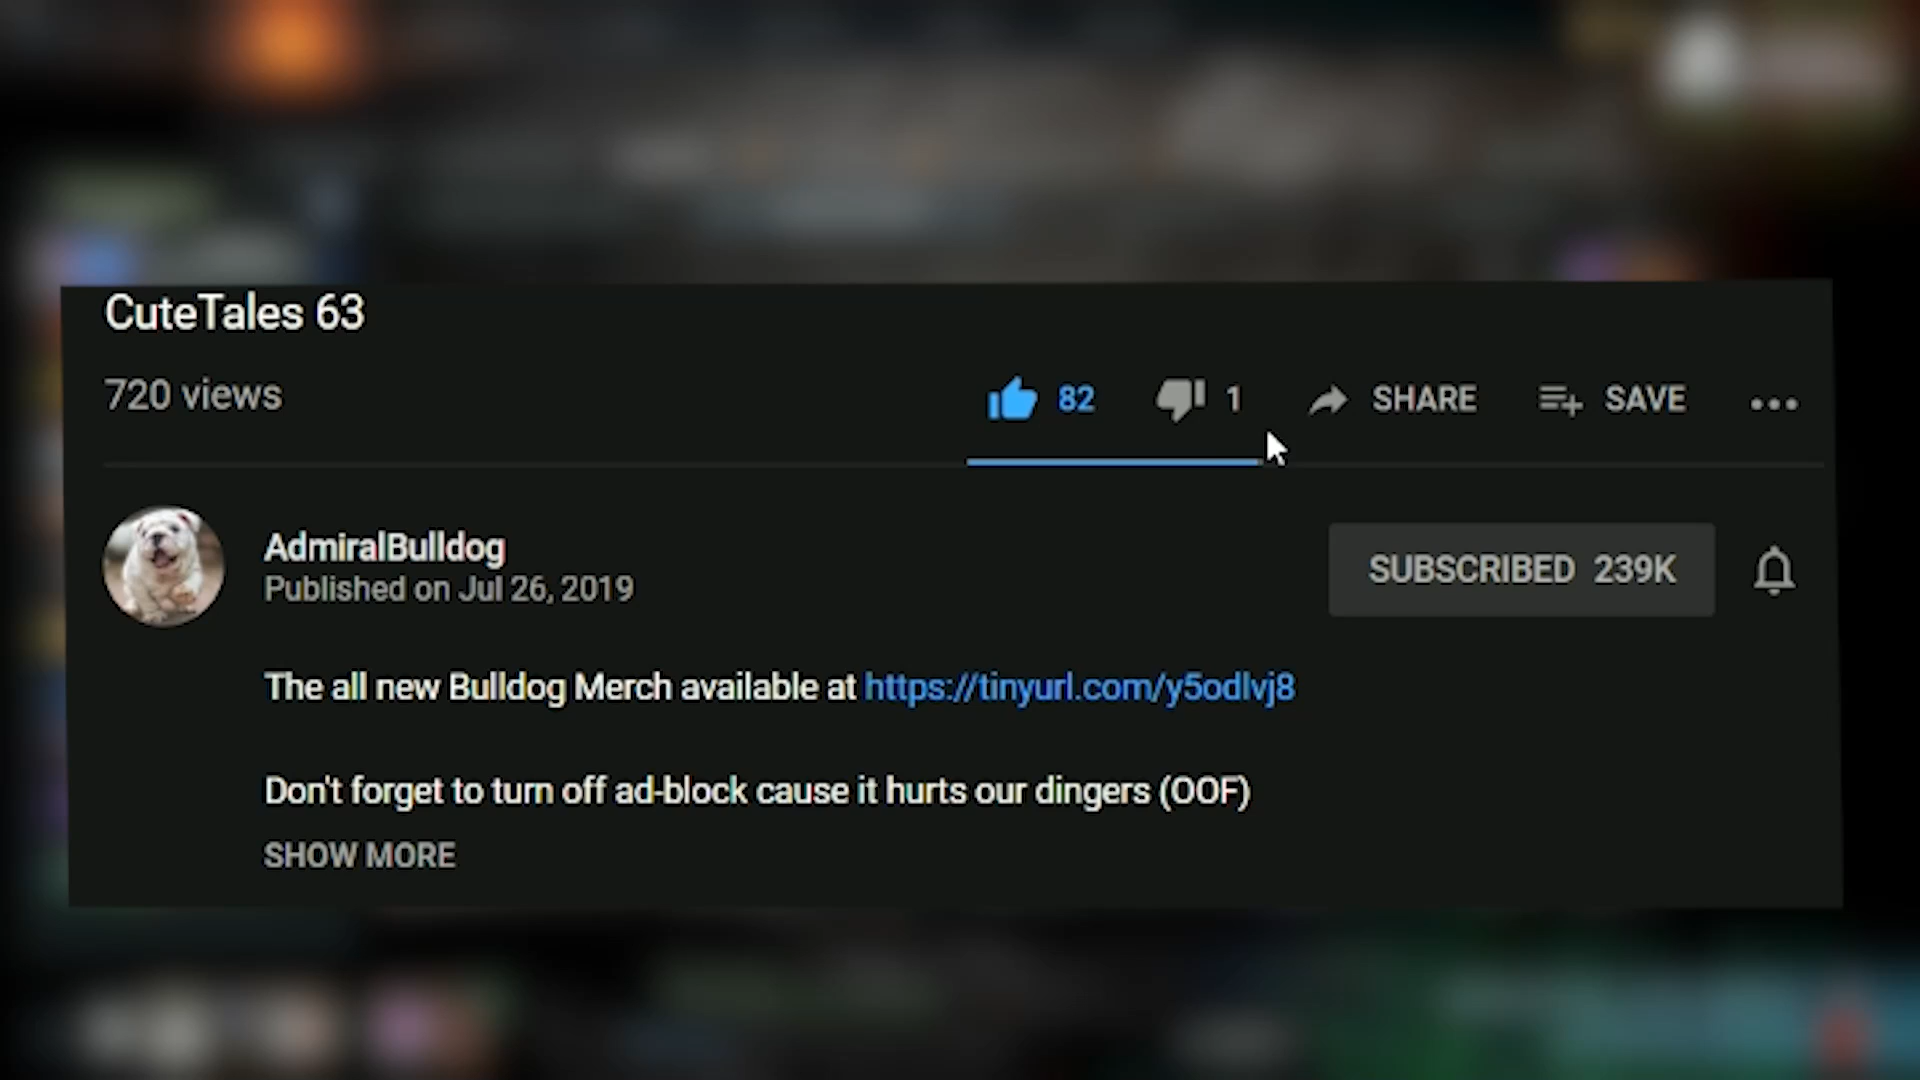 CuteTales 63
720 views
82 1 SHARE SAVE
AdmiralBulldog
Published on Jul 26, 2019
SUBSCRIBED 239K
The all new Bulldog Merch available at https://tinyurl.com/y5odlvj8
Don't forget to turn off ad-block cause it hurts our dingers (OOF)
SHOW MORE